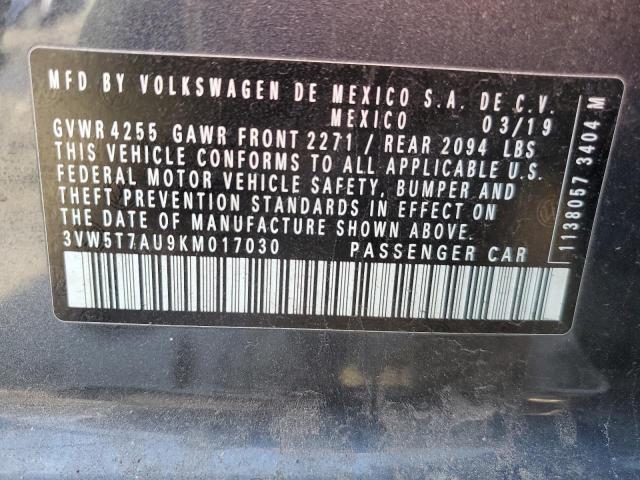 MFD BY VOLKSWAGEN DE MEXICO S.A. DE C.V.
MEXICO 03/19
GVWR 4255 GAWR FRONT 2271 / REAR 2094 LBS
THIS VEHICLE CONFORMS TO ALL APPLICABLE U.S.
FEDERAL MOTOR VEHICLE SAFETY, BUMPER AND
THEFT PREVENTION STANDARDS IN EFFECT ON
THE DATE OF MANUFACTURE SHOWN ABOVE.
3VW5T7AU9KM017030 PASSENGER CAR
1138057 3404 M